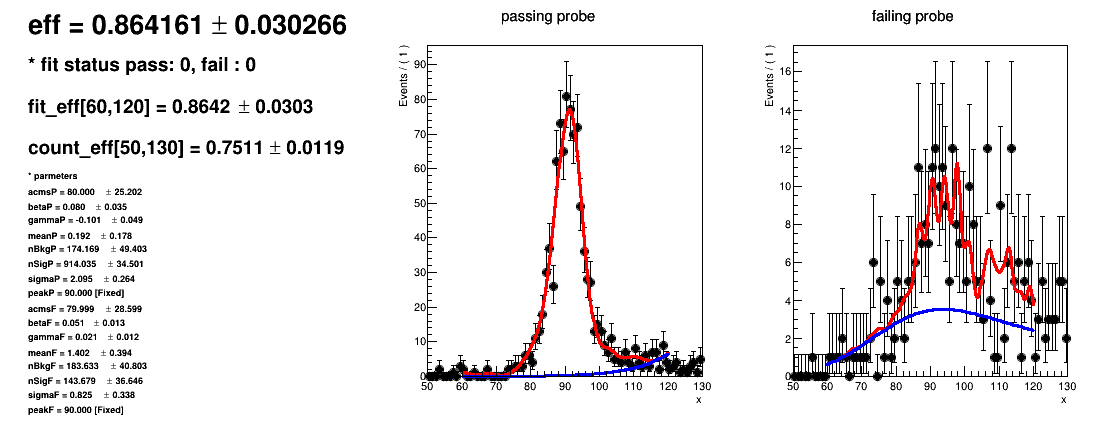 eff = 0.864161 ± 0.030266
* fit status pass: 0, fail : 0
fit_eff[60,120] = 0.8642 ± 0.0303
count_eff[50,130] = 0.7511 ± 0.0119
* parmeters
acmsP = 80.000 ± 25.202
betaP = 0.080 ± 0.035
gammaP = -0.101 ± 0.049
meanP = 0.192 ± 0.178
nBkgP = 174.169 ± 49.403
nSigP = 914.035 ± 34.501
sigmaP = 2.095 ± 0.264
peakP = 90.000 [Fixed]
acmsF = 79.999 ± 28.599
betaF = 0.051 ± 0.013
gammaF = 0.021 ± 0.012
meanF = 1.402 ± 0.394
nBkgF = 183.633 ± 40.803
nSigF = 143.679 ± 36.646
sigmaF = 0.825 ± 0.338
peakF = 90.000 [Fixed]
passing probe
Events / ( 1 )
90
80
70
60
50
40
30
20
10
0
50 60 70 80 90 100 110 120 130
x
failing probe
Events / ( 1 )
16
14
12
10
8
6
4
2
0
50 60 70 80 90 100 110 120 130
x